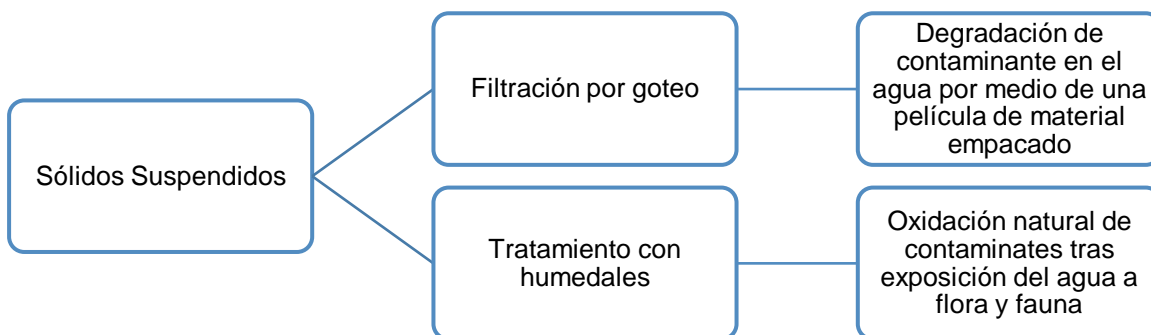 Sólidos Suspendidos
Filtración por goteo
Degradación de
contaminante en el
agua por medio de una
película de material
empacado
Tratamiento con
humedales
Oxidación natural de
contaminates tras
exposición del agua a
flora y fauna